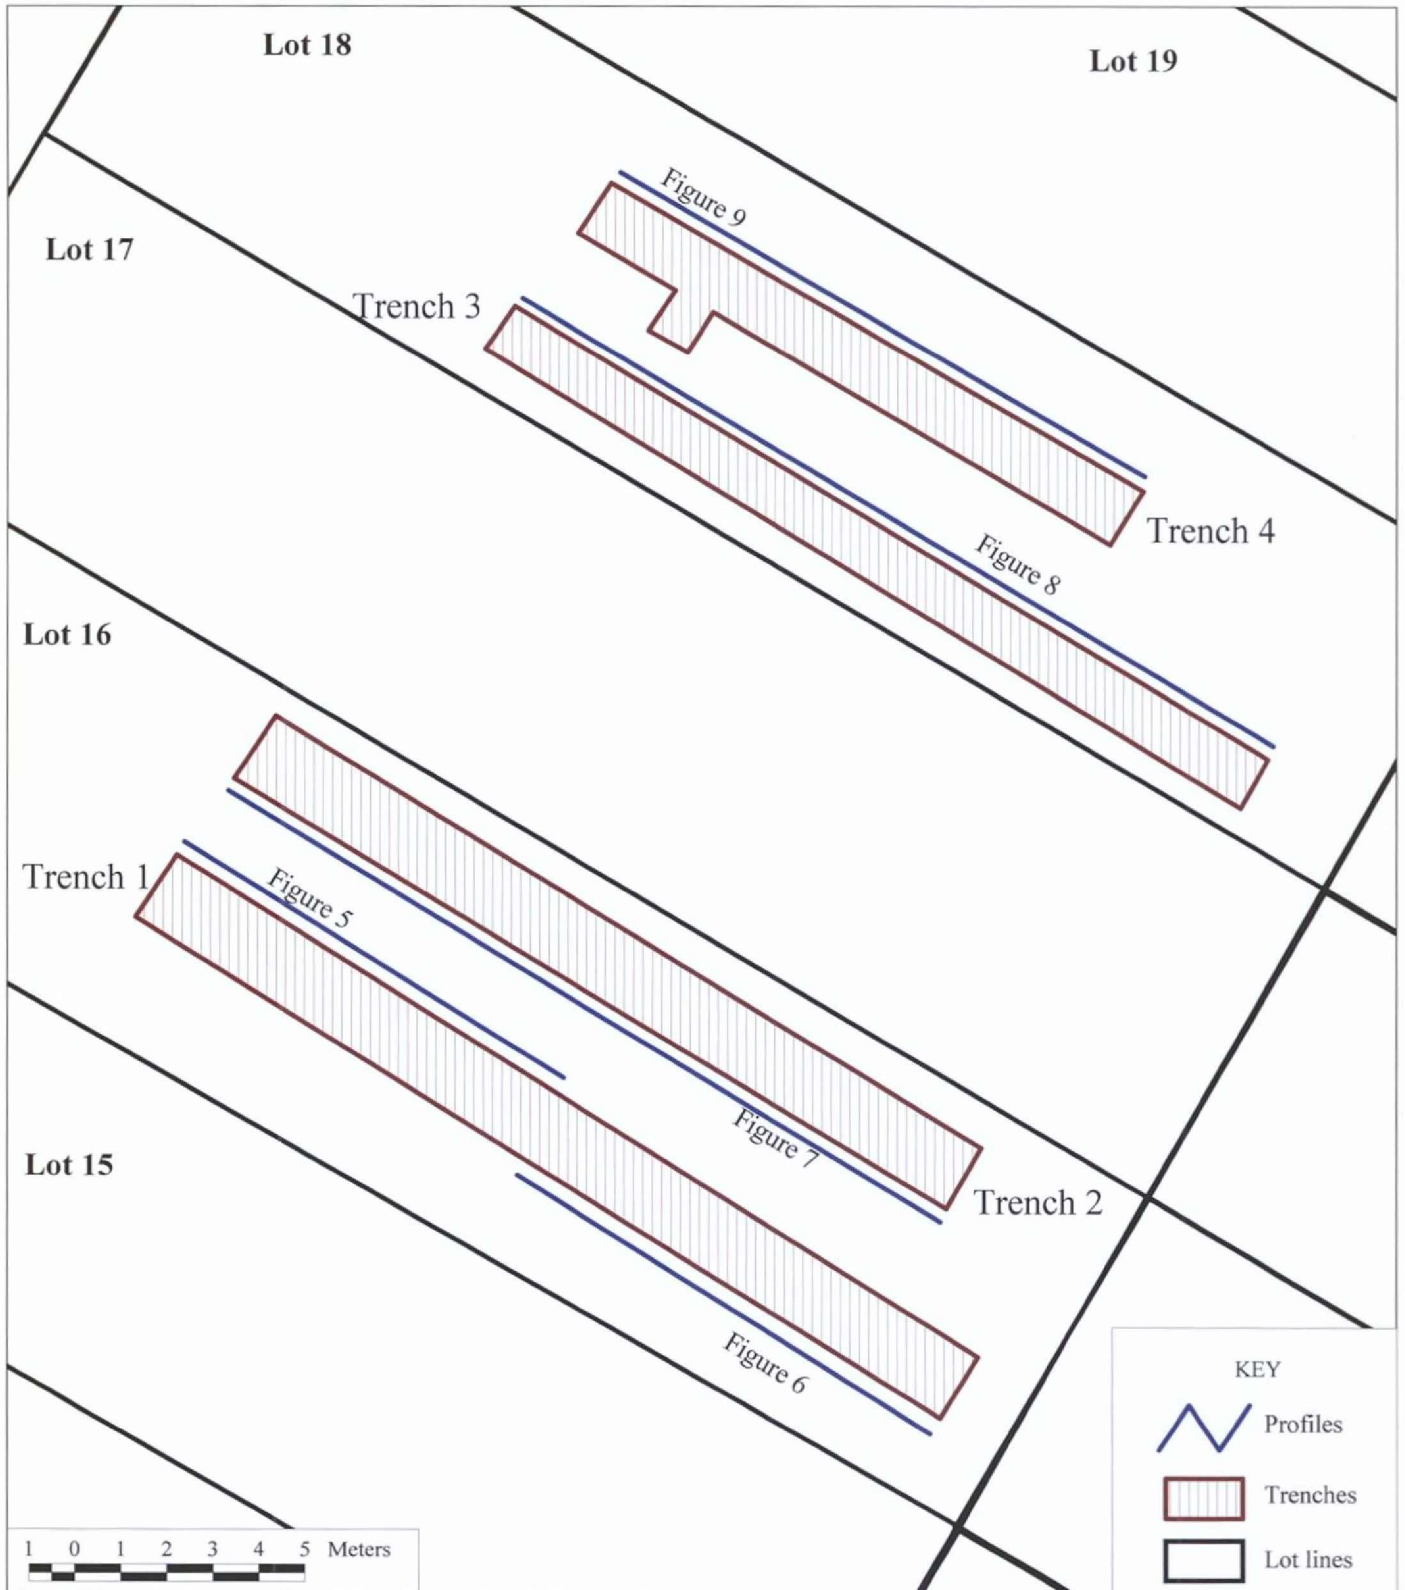 Lot 18
Lot 19
Figure 9
Lot 17
Trench 3
Trench 4
Figure 8
Lot 16
Trench 1
Figure 5
Figure 7
Lot 15
Trench 2
Figure 6
KEY
Profiles
Trenches
Lot lines
1 0 1 2 3 4 5 Meters